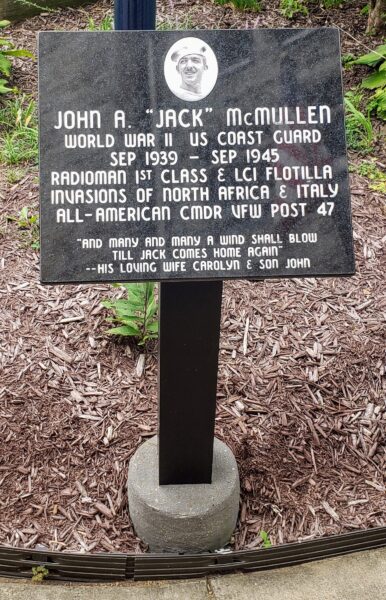 JOHN A. "JACK" McMULLEN
WORLD WAR II US COAST GUARD
SEP 1939 – SEP 1945
RADIOMAN 1ST CLASS & LCI FLOTILLA
INVASIONS OF NORTH AFRICA & ITALY
ALL-AMERICAN CMDR VFW POST 47
"AND MANY AND MANY A WIND SHALL BLOW
TILL JACK COMES HOME AGAIN"
--HIS LOVING WIFE CAROLYN & SON JOHN